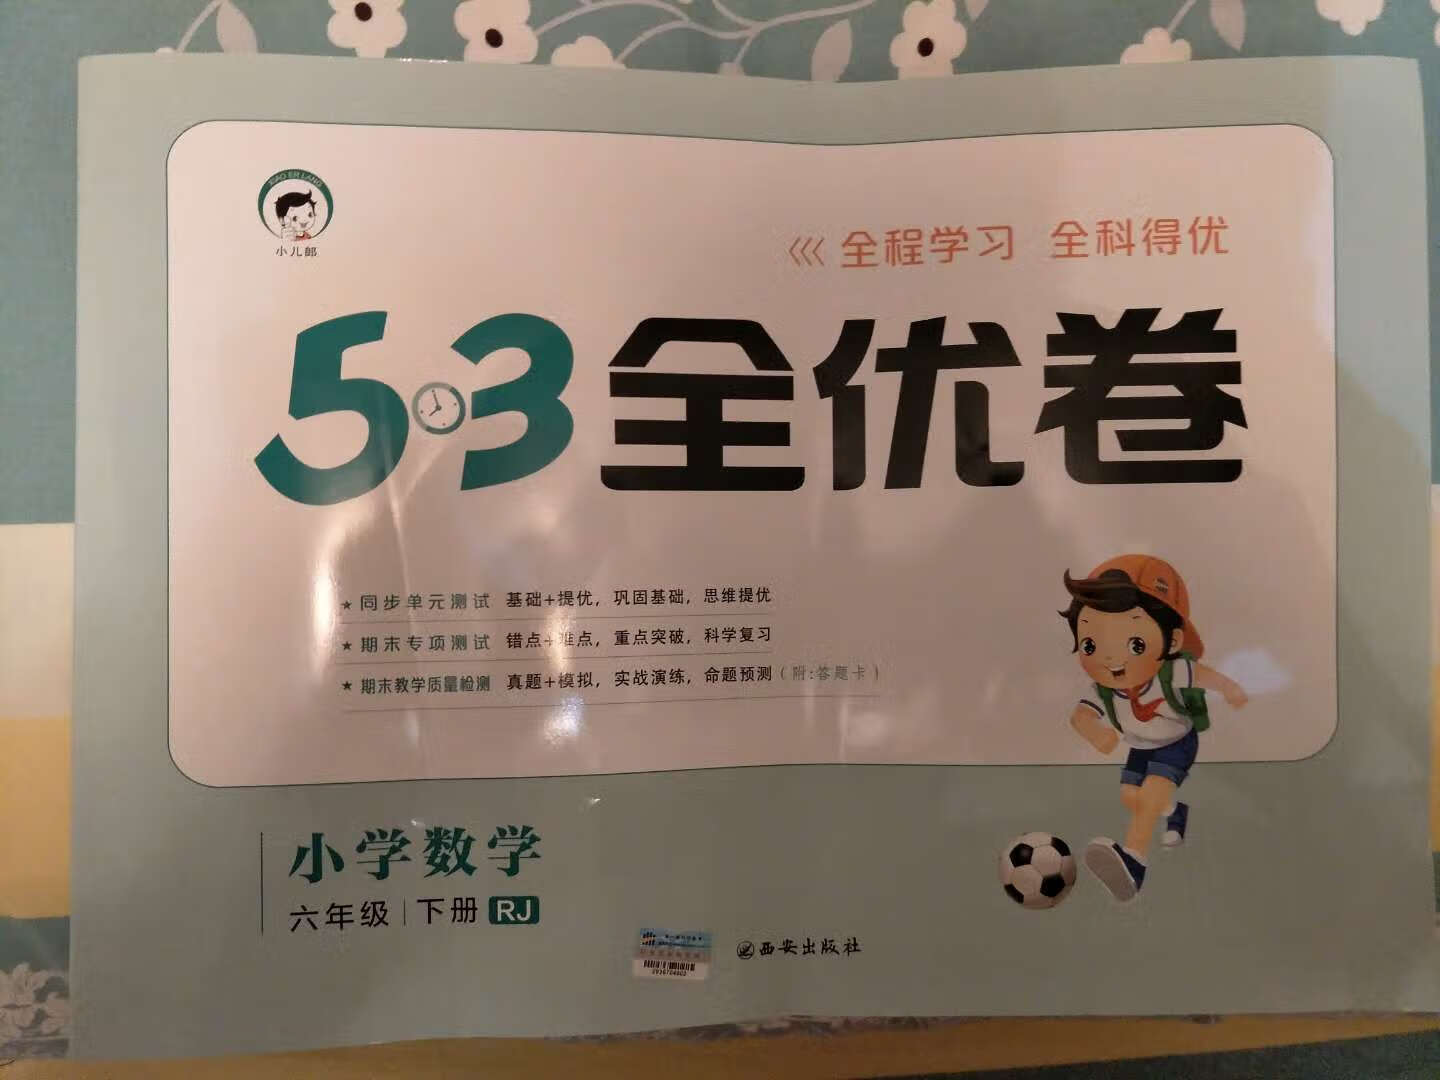 XIAO ER LANG
小儿郎
全程学习 全科得优
53全优卷
★ 同步单元测试 基础+提优，巩固基础，思维提优
★ 期末专项测试 错点+难点，重点突破，科学复习
★ 期末教学质量检测 真题+模拟，实战演练，命题预测（附:答题卡）
小学数学
六年级 | 下册 RJ
西安出版社